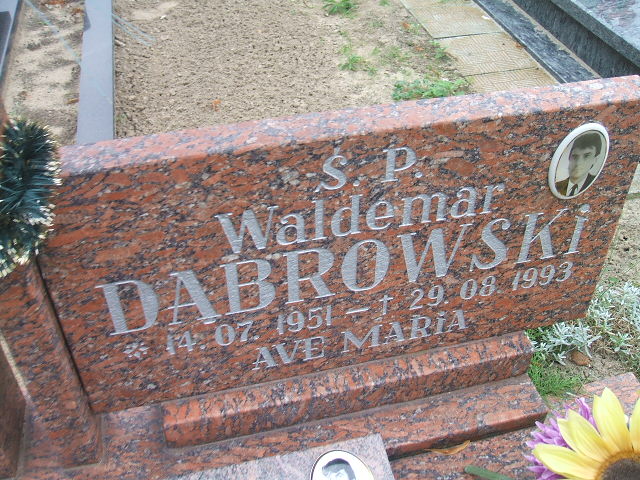 Ś. P.
Waldemar
DĄBROWSKi
* 14.07.1951 – † 29.08.1993
AVE MARiA